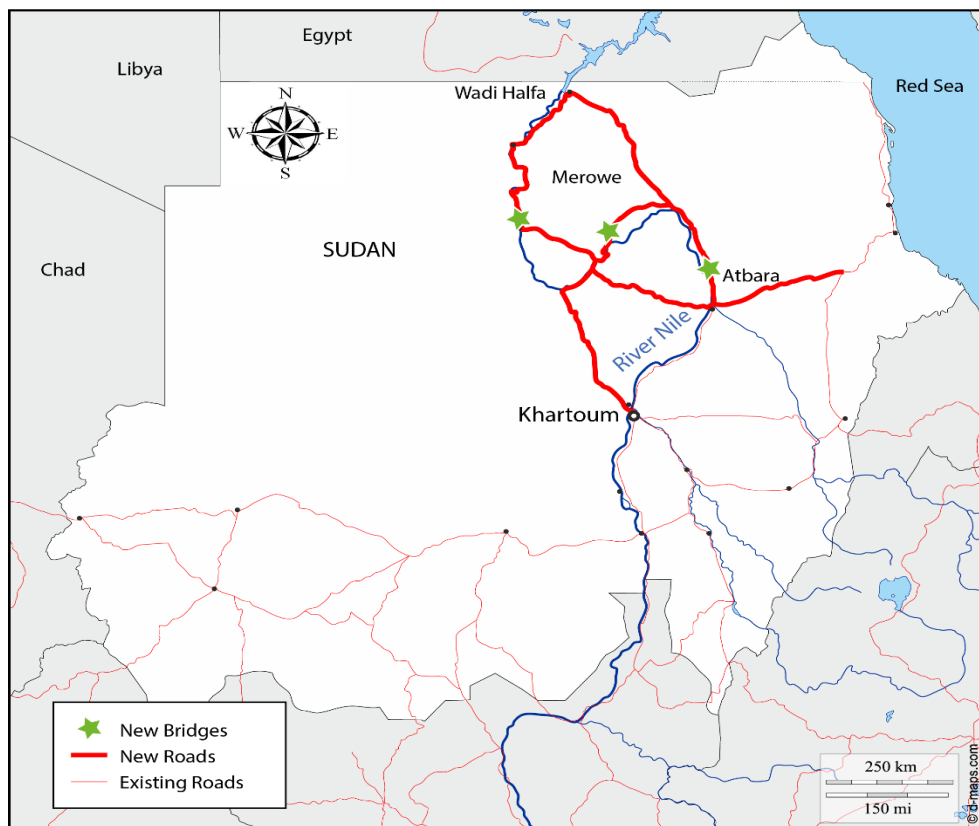 Egypt
Libya
Red Sea
Wadi Halfa
N
W E
S
Merowe
SUDAN
Chad
Atbara
River Nile
Khartoum
New Bridges
New Roads
Existing Roads
250 km
150 mi
© d-maps.com